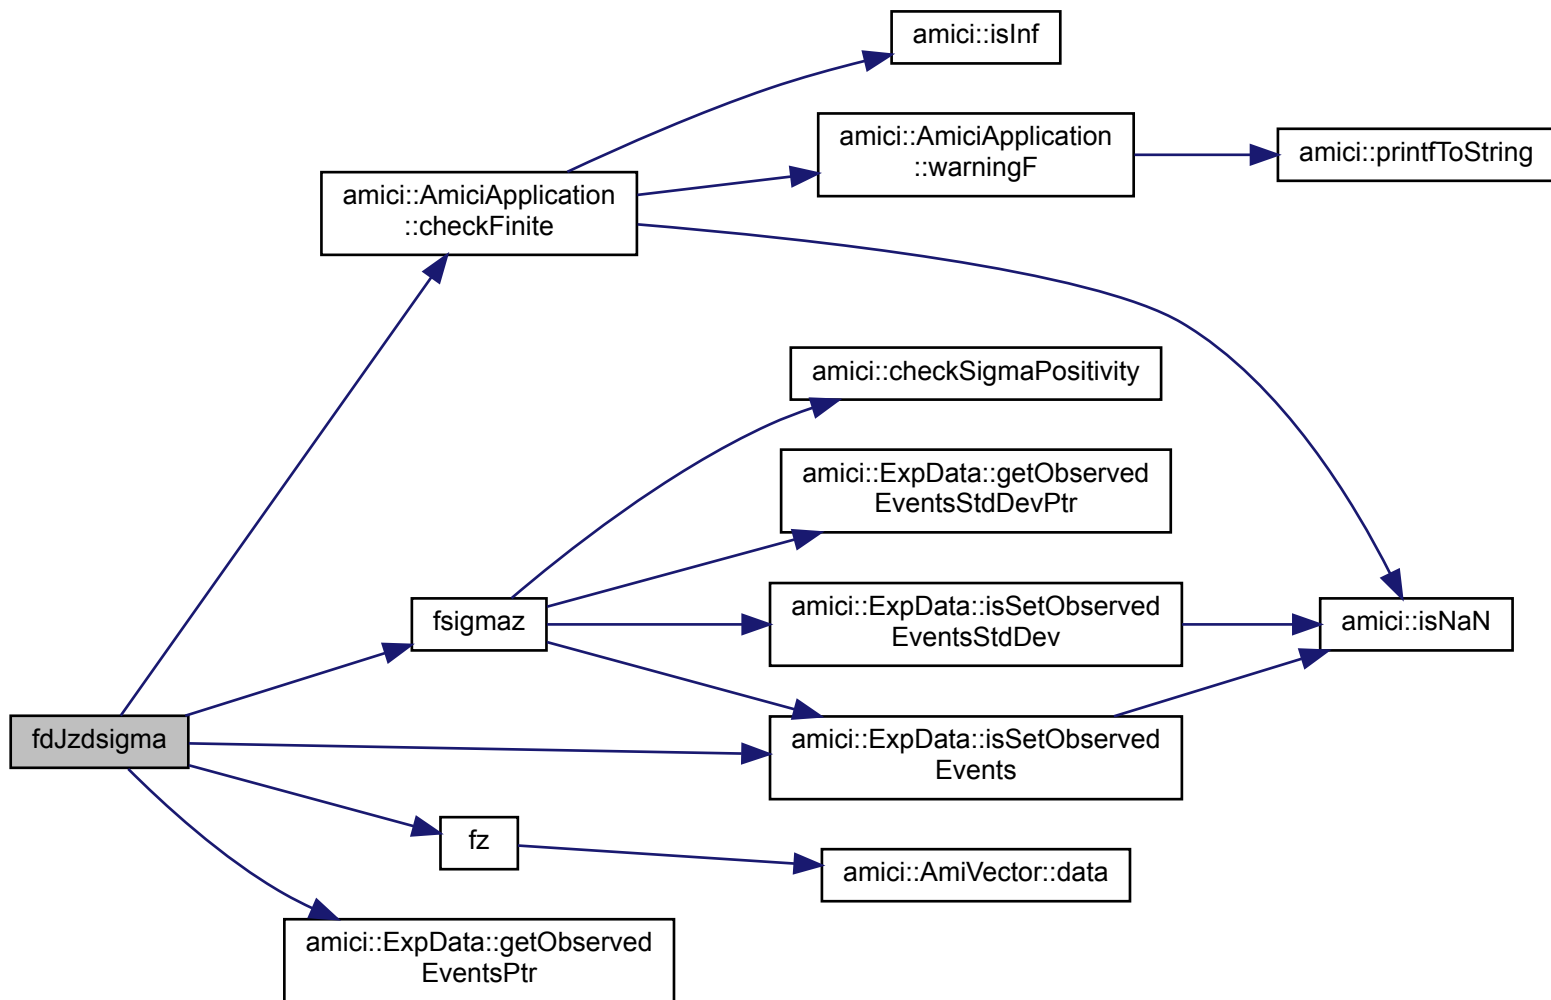 amici::isInf
amici::AmiciApplication
::warningF
amici::printfToString
amici::AmiciApplication
::checkFinite
amici::checkSigmaPositivity
amici::ExpData::getObserved
EventsStdDevPtr
fsigmaz
amici::ExpData::isSetObserved
EventsStdDev
amici::isNaN
fdJzdsigma
amici::ExpData::isSetObserved
Events
fz
amici::AmiVector::data
amici::ExpData::getObserved
EventsPtr